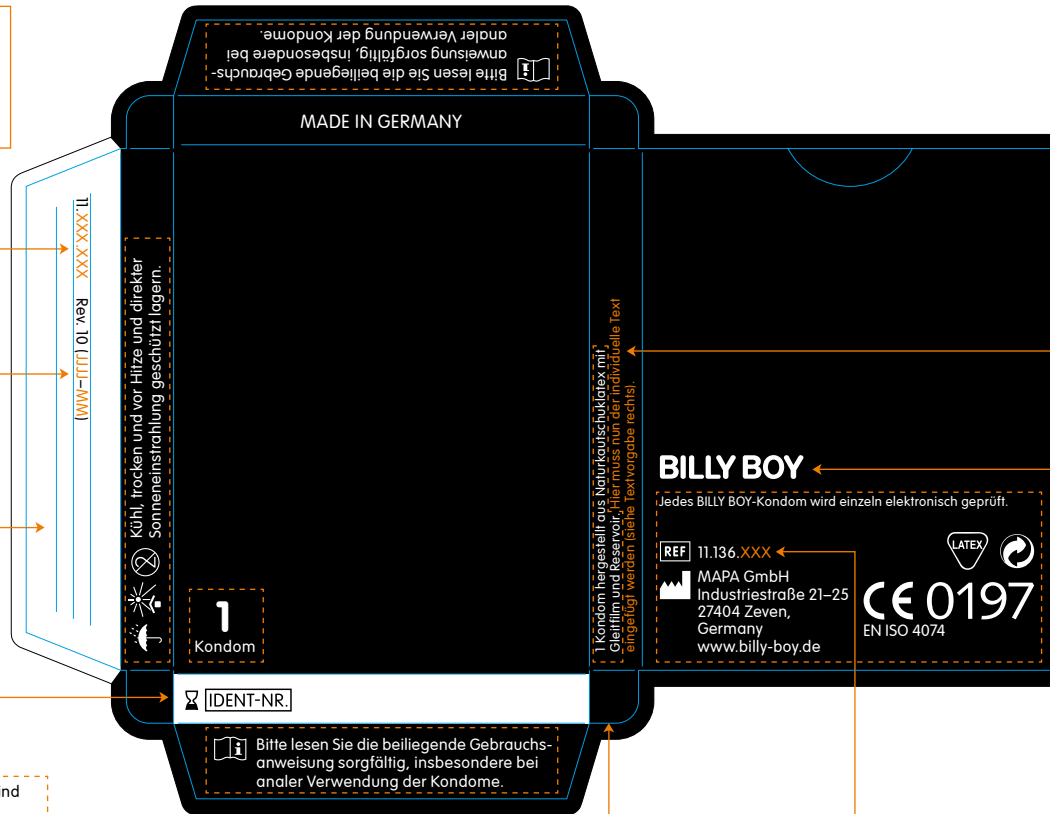 Bitte lesen Sie die beiliegende Gebrauchs-
anweisung sorgfältig, insbesondere bei
analer Verwendung der Kondome.
MADE IN GERMANY
11.XXX.XXX Rev. 10 (JJJJ–MM)
Kühl, trocken und vor Hitze und direkter
Sonneneinstrahlung geschützt lagern.
2
1
Kondom
1 Kondom hergestellt aus Naturkautschuklatex mit
Gleitfilm und Reservoir. Hier muss nun der individuelle Text
eingefügt werden (siehe Textvorgabe rechts).
BILLY BOY
Jedes BILLY BOY-Kondom wird einzeln elektronisch geprüft.
REF 11.136.XXX
LATEX
MAPA GmbH
Industriestraße 21–25
27404 Zeven,
Germany
www.billy-boy.de
CE 0197
EN ISO 4074
IDENT-NR.
Bitte lesen Sie die beiliegende Gebrauchs-
anweisung sorgfältig, insbesondere bei
analer Verwendung der Kondome.